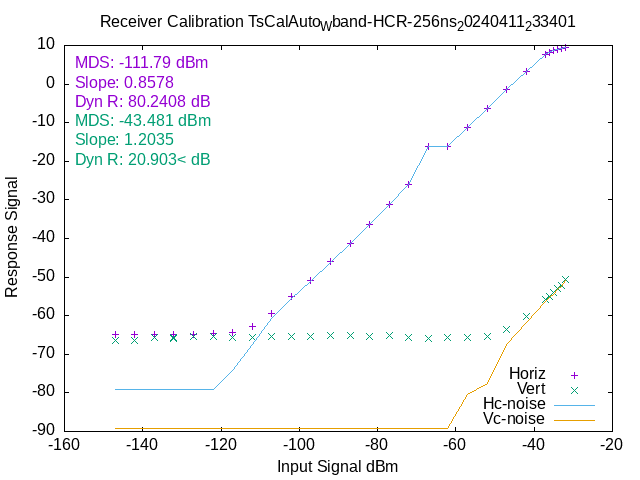 Receiver Calibration TsCalAuto_Wband-HCR-256ns_20240411_233401
MDS: -111.79 dBm
Slope: 0.8578
Dyn R: 80.2408 dB
MDS: -43.481 dBm
Slope: 1.2035
Dyn R: 20.903< dB
10
0
-10
-20
-30
-40
-50
-60
-70
-80
-90
Response Signal
Horiz
Vert
Hc-noise
Vc-noise
-160 -140 -120 -100 -80 -60 -40 -20
Input Signal dBm